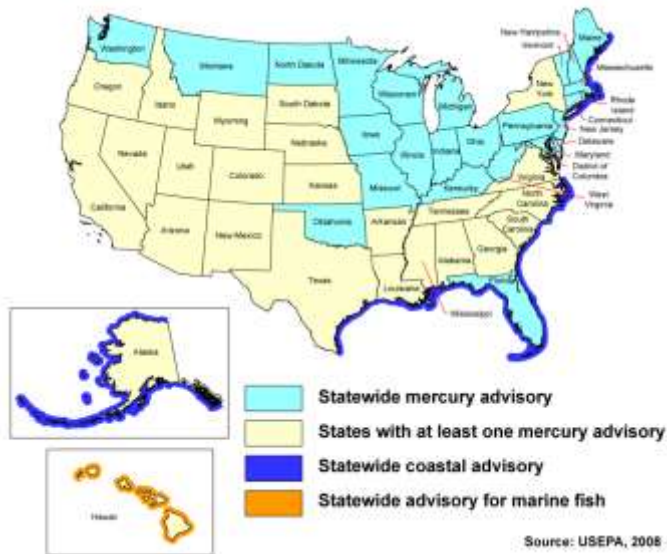 Washington
Montana
North Dakota
Minnesota
Maine
New Hampshire
Vermont
Massachusetts
Oregon
Idaho
Wyoming
South Dakota
Wisconsin
Michigan
New
York
Rhode
Island
Connecticut
New Jersey
Delaware
Maryland
District of
Columbia
West
Virginia
Nevada
Utah
Colorado
Nebraska
Iowa
Illinois
Indiana
Ohio
Pennsylvania
California
Kansas
Missouri
Kentucky
Virginia
North
Carolina
Arizona
New Mexico
Oklahoma
Arkansas
Tennessee
South
Carolina
Texas
Louisiana
Alabama
Georgia
Florida
Mississippi
Alaska
Hawaii
Statewide mercury advisory
States with at least one mercury advisory
Statewide coastal advisory
Statewide advisory for marine fish
Source: USEPA, 2008